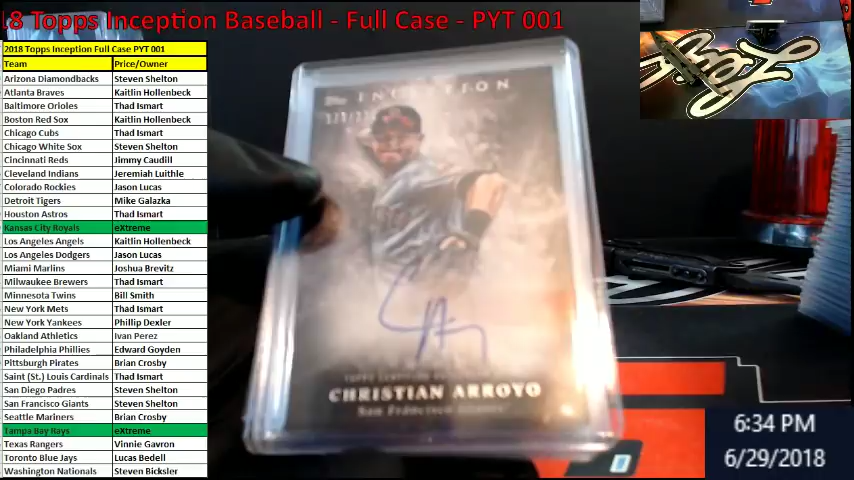 8 Topps Inception Baseball - Full Case - PYT 001
2018 Topps Inception Full Case PYT 001
Team Price/Owner
Arizona Diamondbacks Steven Shelton
Atlanta Braves Kaitlin Hollenbeck
Baltimore Orioles Thad Ismart
Boston Red Sox Kaitlin Hollenbeck
Chicago Cubs Thad Ismart
Chicago White Sox Steven Shelton
Cincinnati Reds Jimmy Caudill
Cleveland Indians Jeremiah Luithle
Colorado Rockies Jason Lucas
Detroit Tigers Mike Galazka
Houston Astros Thad Ismart
Kansas City Royals eXtreme
Los Angeles Angels Kaitlin Hollenbeck
Los Angeles Dodgers Jason Lucas
Miami Marlins Joshua Brevitz
Milwaukee Brewers Thad Ismart
Minnesota Twins Bill Smith
New York Mets Thad Ismart
New York Yankees Phillip Dexler
Oakland Athletics Ivan Perez
Philadelphia Phillies Edward Goyden
Pittsburgh Pirates Brian Crosby
Saint (St.) Louis Cardinals Thad Ismart
San Diego Padres Steven Shelton
San Francisco Giants Steven Shelton
Seattle Mariners Brian Crosby
Tampa Bay Rays eXtreme
Texas Rangers Vinnie Gavron
Toronto Blue Jays Lucas Bedell
Washington Nationals Steven Bicksler
Topps INCEPTION
CHRISTIAN ARROYO
San Francisco
6:34 PM
6/29/2018